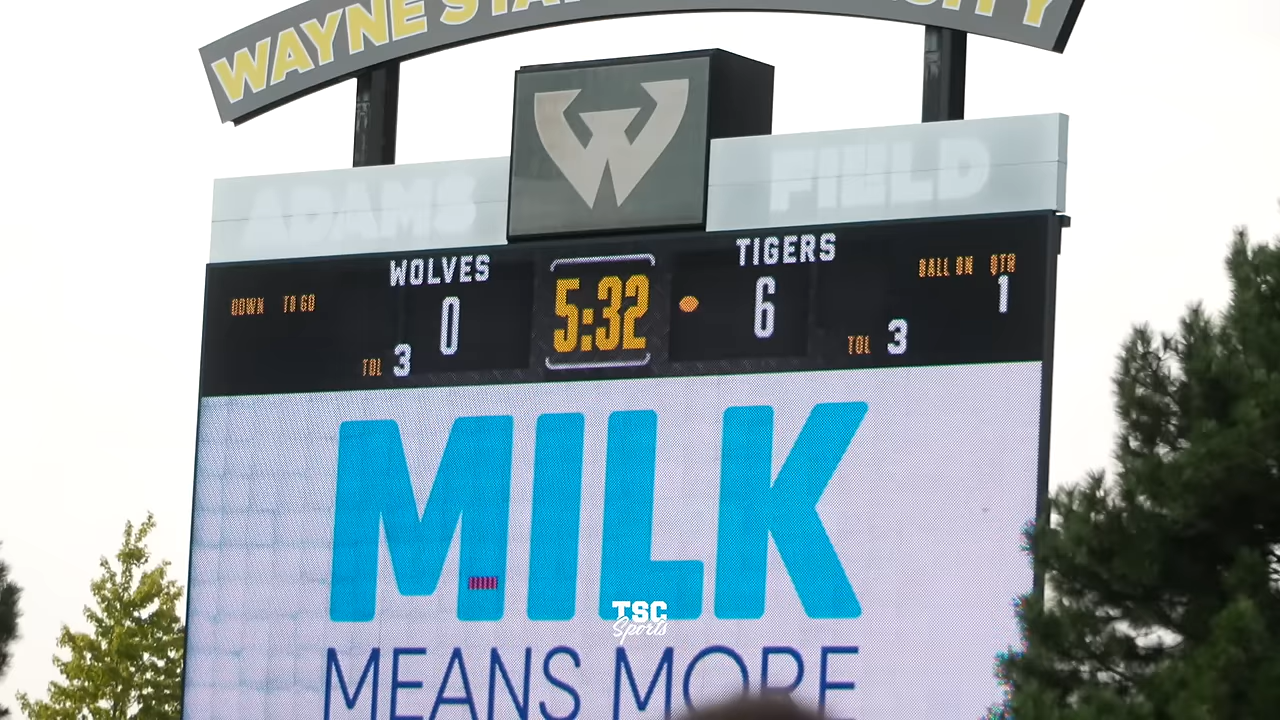 WAYNE STA
ITY
W
ADAMS FIELD
WOLVES TIGERS
DOWN TO GO 0 5:32 6 BALL ON QTR 1
TOL 3 TOL 3
MILK
TSC
Sports
MEANS MORE